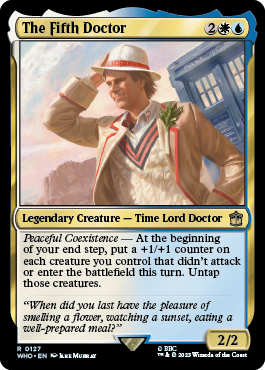 The Fifth Doctor 2
Legendary Creature — Time Lord Doctor
Peaceful Coexistence — At the beginning
of your end step, put a +1/+1 counter on
each creature you control that didn't attack
or enter the battlefield this turn. Untap
those creatures.
“When did you last have the pleasure of
smelling a flower, watching a sunset, eating a
well-prepared meal?”
2/2
R 0127
WHO • EN Jake Murray
© BBC
™ & © 2023 Wizards of the Coast